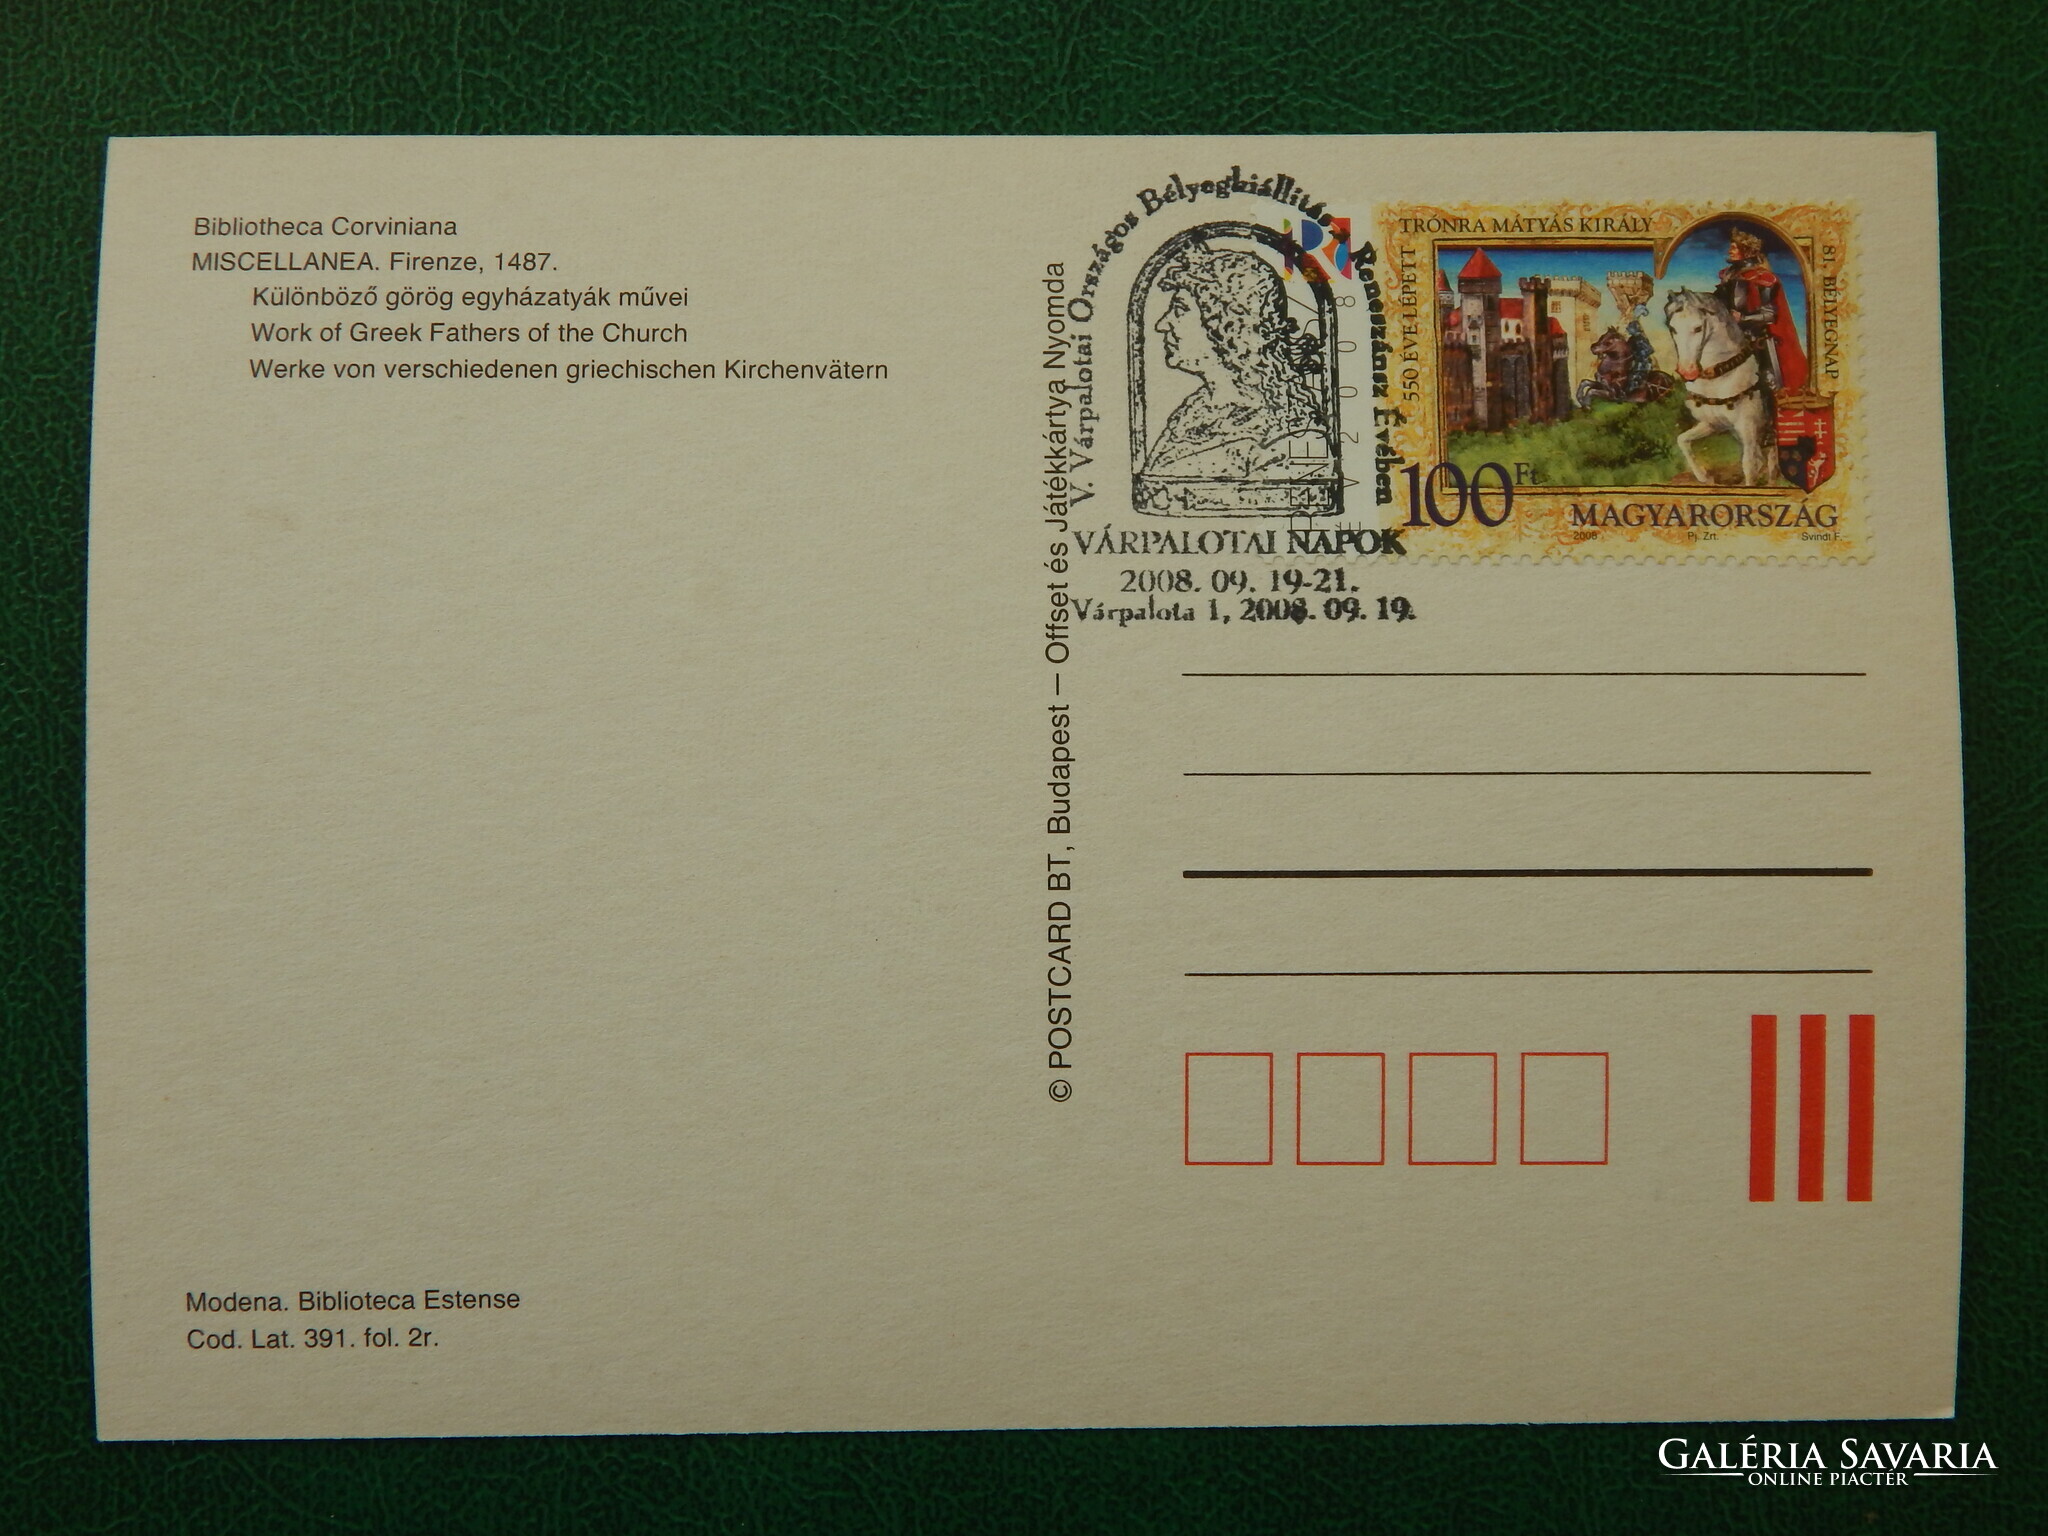 Bibliotheca Corviniana
MISCELLANEA. Firenze, 1487.
Különböző görög egyházatyák művei
Work of Greek Fathers of the Church
Werke von verschiedenen griechischen Kirchenvätern
Modena. Biblioteca Estense
Cod. Lat. 391. fol. 2r.
© POSTCARD BT, Budapest – Offset és Játékkártya Nyomda
V. Várpalotai Országos Bélyegkiállítás a Reneszánsz Évében
VÁRPALOTAI NAPOK
2008. 09. 19-21.
Várpalota 1, 2008. 09. 19.
550 ÉVE LÉPETT
TRÓNRA MÁTYÁS KIRÁLY
81. BÉLYEGNAP
100 Ft
MAGYARORSZÁG
2008 Pj. Zrt. Svindt F.
GALÉRIA SAVARIA
ONLINE PIACTÉR